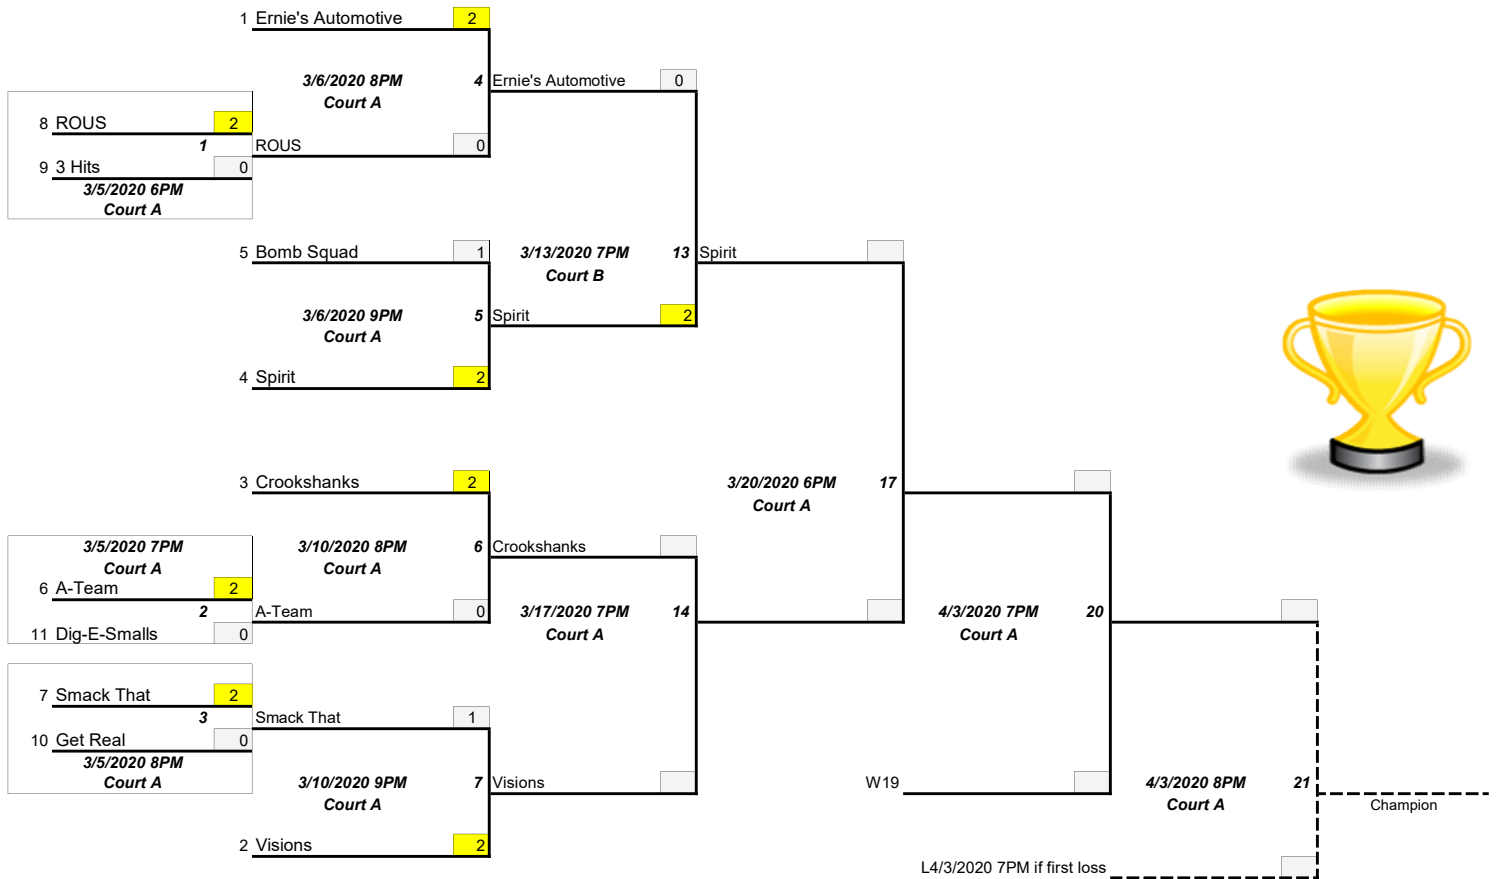 1 Ernie's Automotive 2
3/6/2020 8PM 4 Ernie's Automotive 0
Court A
8 ROUS 2
1 ROUS 0
9 3 Hits 0
3/5/2020 6PM
Court A
5 Bomb Squad 1
3/13/2020 7PM 13 Spirit
Court B
3/6/2020 9PM 5 Spirit 2
Court A
4 Spirit 2
3 Crookshanks 2
3/20/2020 6PM 17
Court A
3/5/2020 7PM
Court A
3/10/2020 8PM 6 Crookshanks
Court A
6 A-Team 2
2 A-Team 0
11 Dig-E-Smalls 0
3/17/2020 7PM 14
Court A
4/3/2020 7PM 20
Court A
7 Smack That 2
3 Smack That 1
10 Get Real 0
3/5/2020 8PM
Court A
3/10/2020 9PM 7 Visions
Court A
W19
4/3/2020 8PM 21
Court A
Champion
2 Visions 2
L4/3/2020 7PM if first loss